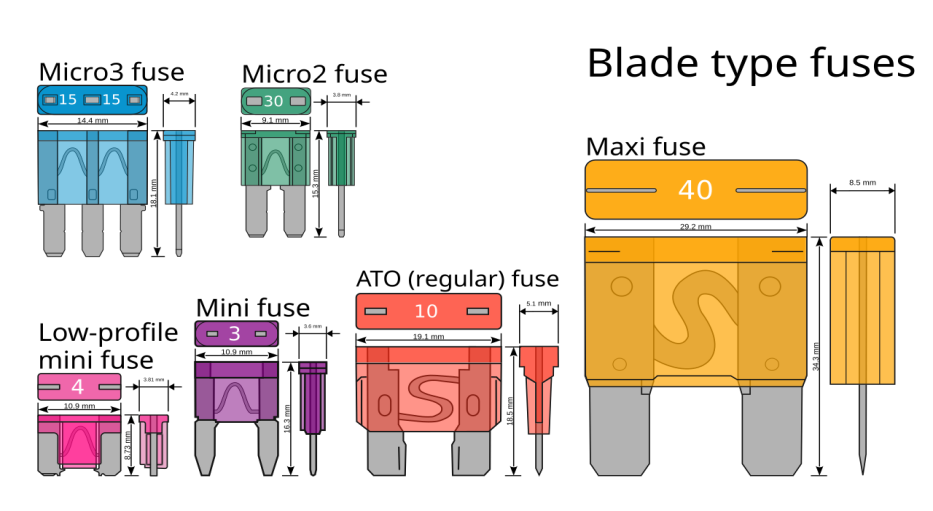 Blade type fuses
Micro3 fuse
15 15
4.2 mm
14.4 mm
18.1 mm
Micro2 fuse
30
3.8 mm
9.1 mm
15.3 mm
Maxi fuse
40
8.5 mm
29.2 mm
34.3 mm
ATO (regular) fuse
10
5.1 mm
19.1 mm
18.5 mm
Mini fuse
3
3.6 mm
10.9 mm
16.3 mm
Low-profile
mini fuse
4
3.81 mm
10.9 mm
8.73 mm